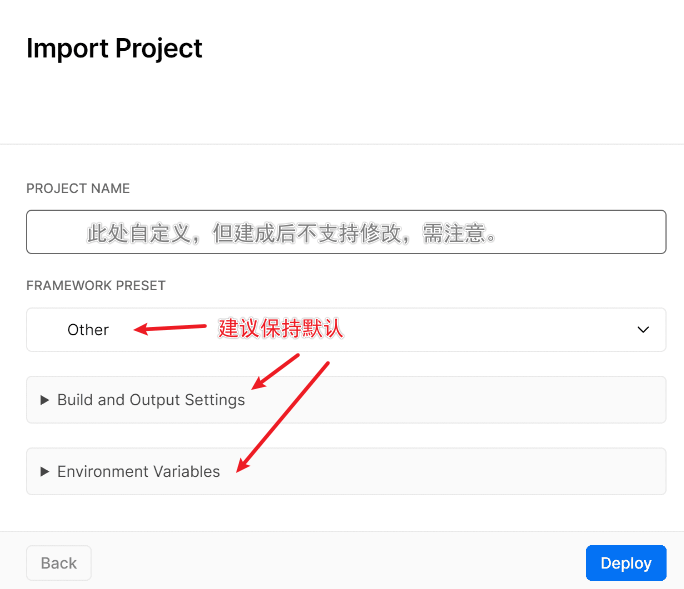 Import Project
PROJECT NAME
此处自定义，但建成后不支持修改，需注意。
FRAMEWORK PRESET
Other
建议保持默认
Build and Output Settings
Environment Variables
Back
Deploy